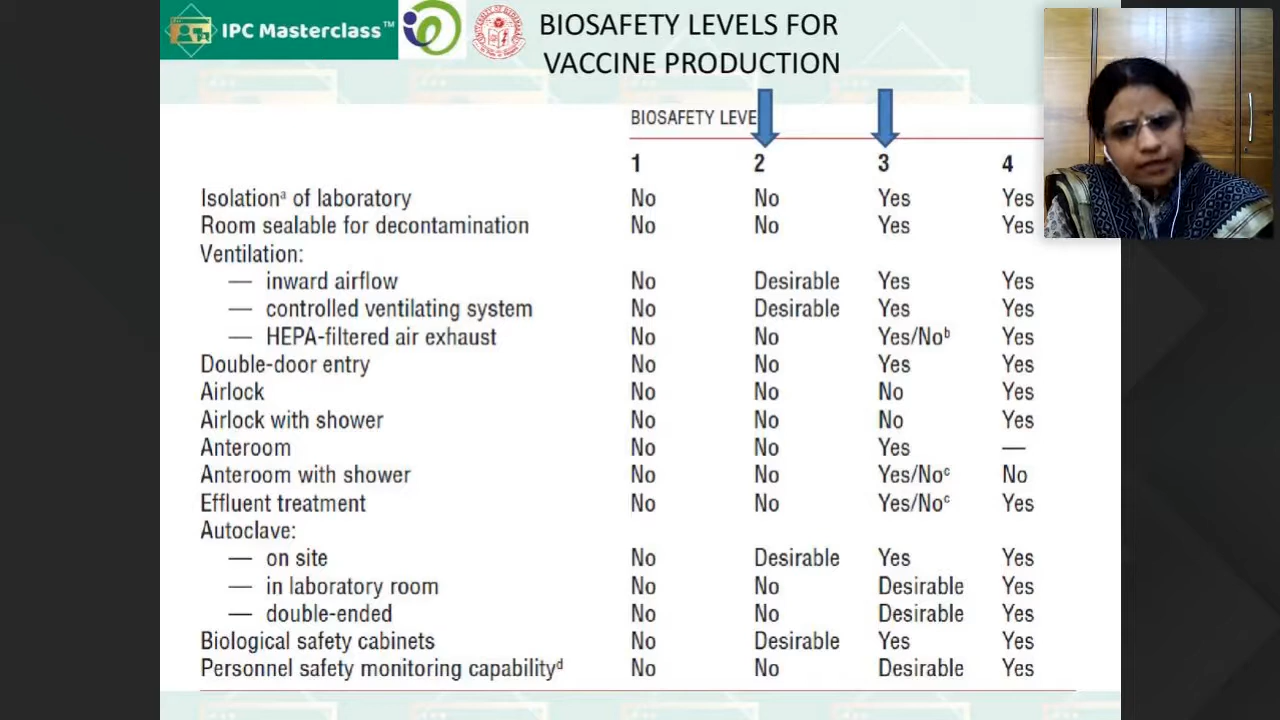 IPC Masterclass™
BIOSAFETY LEVELS FOR
VACCINE PRODUCTION
BIOSAFETY LEVE
1 2 3 4
Isolationᵃ of laboratory No No Yes Yes
Room sealable for decontamination No No Yes Yes
Ventilation:
— inward airflow No Desirable Yes Yes
— controlled ventilating system No Desirable Yes Yes
— HEPA-filtered air exhaust No No Yes/Noᵇ Yes
Double-door entry No No Yes Yes
Airlock No No No Yes
Airlock with shower No No No Yes
Anteroom No No Yes —
Anteroom with shower No No Yes/Noᶜ No
Effluent treatment No No Yes/Noᶜ Yes
Autoclave:
— on site No Desirable Yes Yes
— in laboratory room No No Desirable Yes
— double-ended No No Desirable Yes
Biological safety cabinets No Desirable Yes Yes
Personnel safety monitoring capabilityᵈ No No Desirable Yes